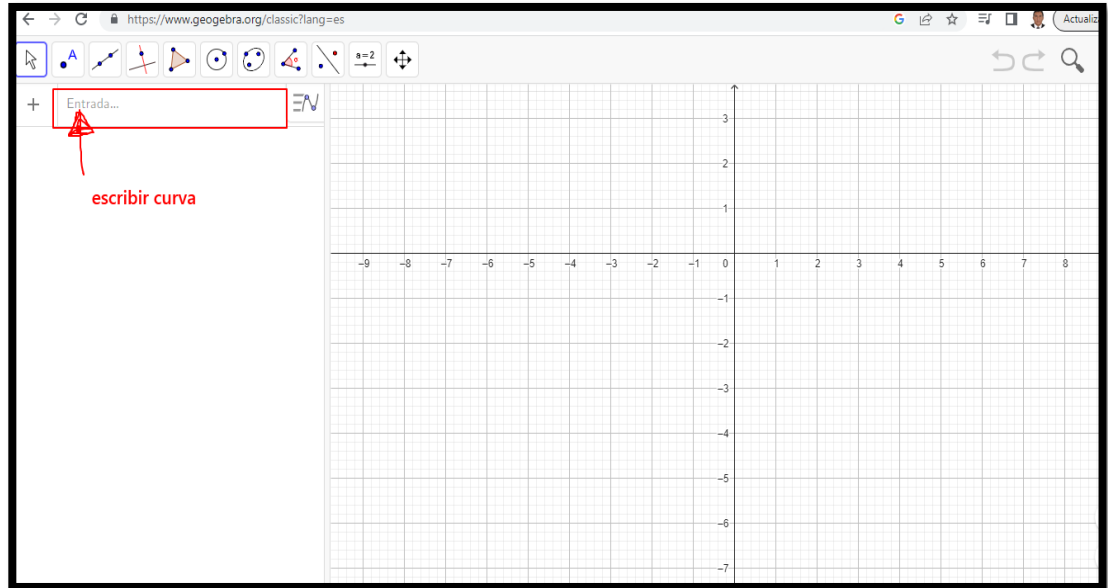 https://www.geogebra.org/classic?lang=es
G
Actualiz
A
a=2
+ Entrada...
escribir curva
3
2
1
−9 −8 −7 −6 −5 −4 −3 −2 −1 0 1 2 3 4 5 6 7 8
−1
−2
−3
−4
−5
−6
−7